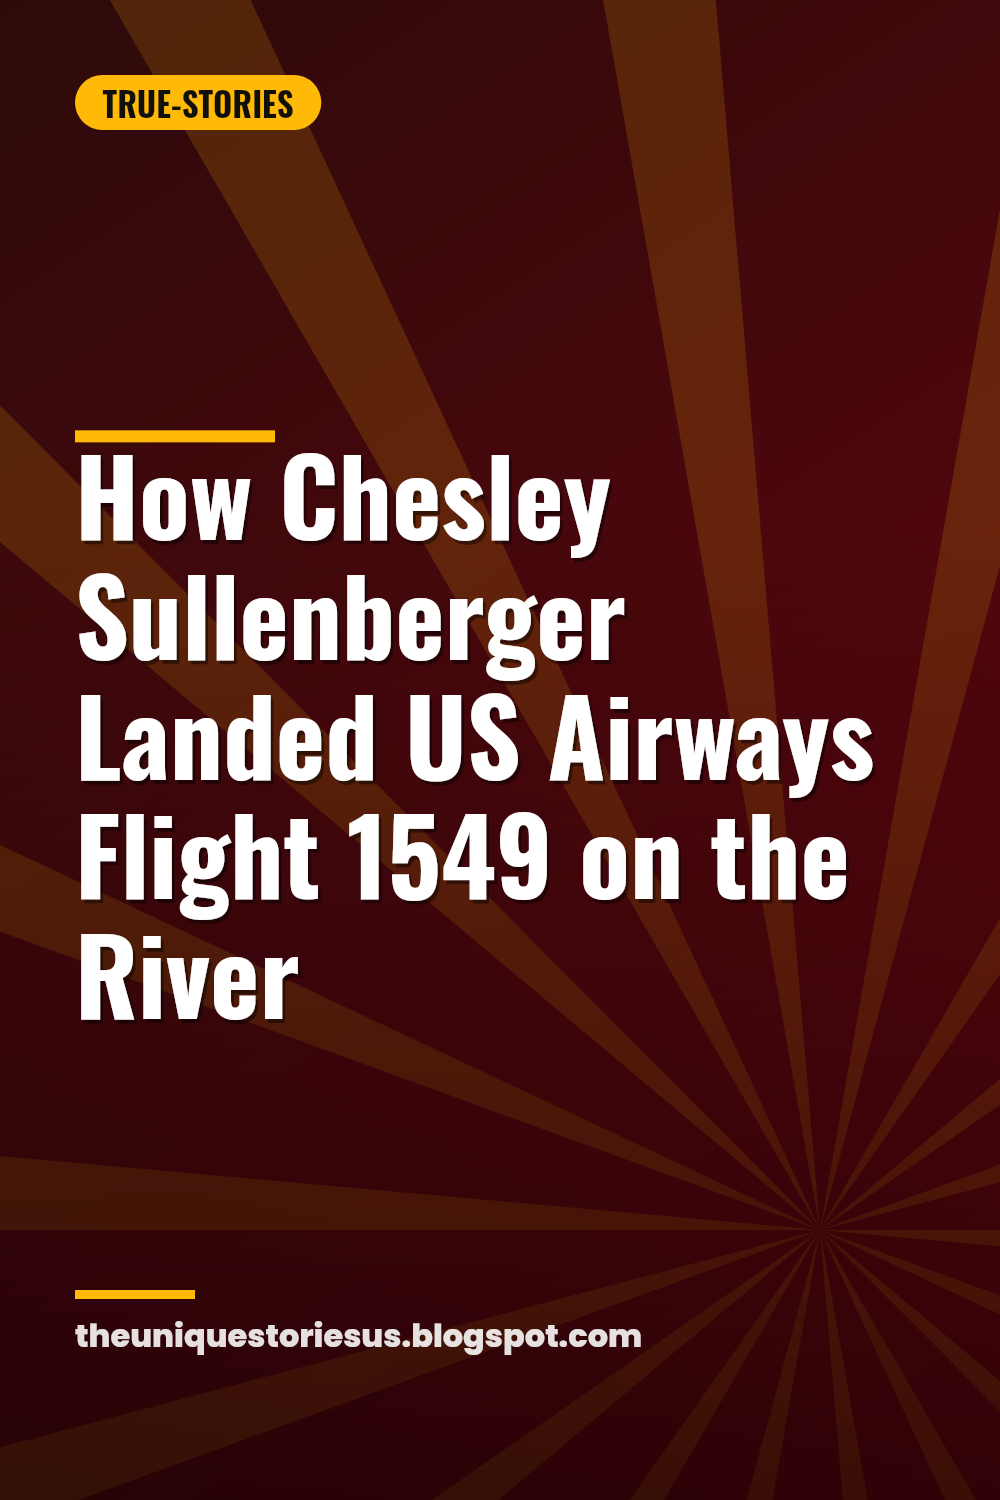 TRUE-STORIES
How Chesley
Sullenberger
Landed US Airways
Flight 1549 on the
River
theuniquestoriesus.blogspot.com